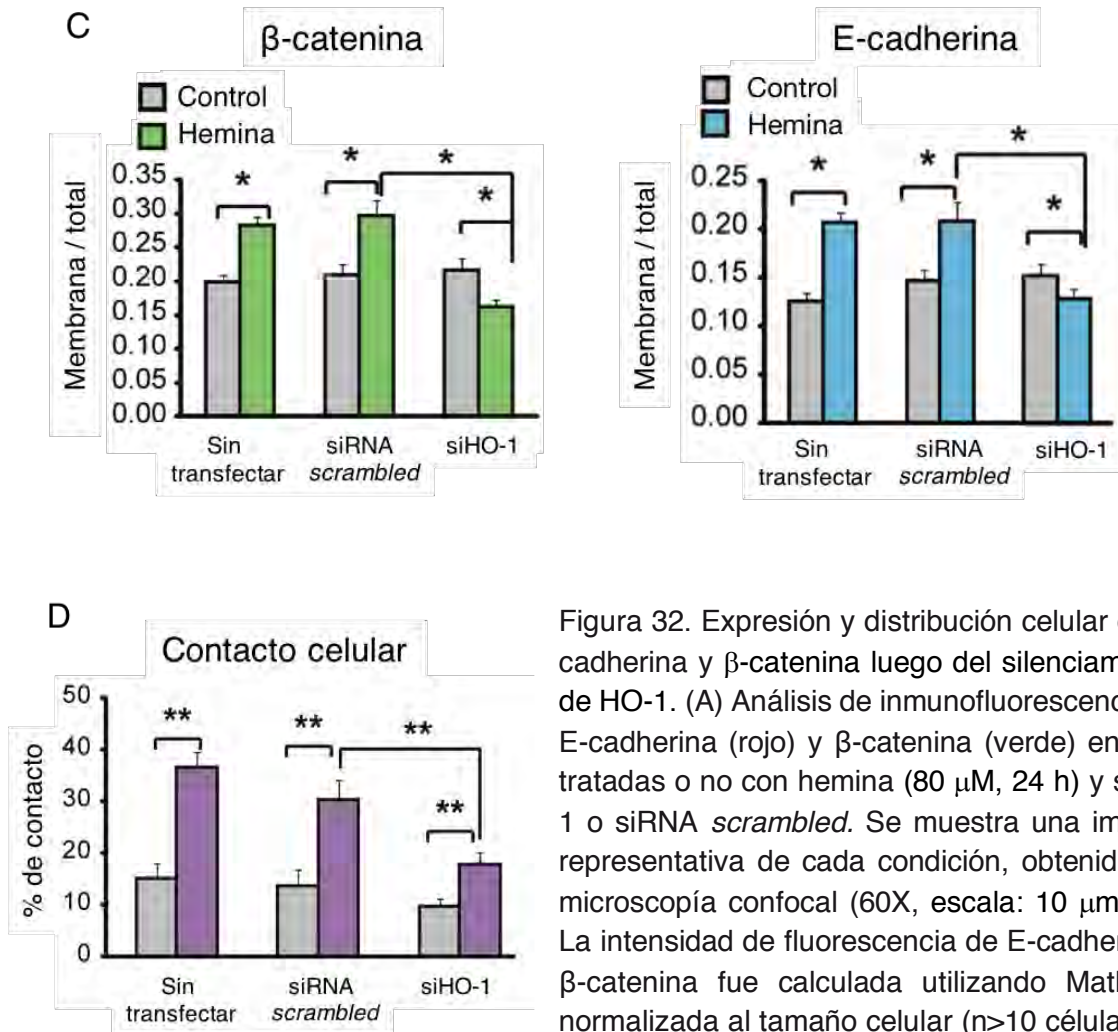 C
β-catenina
Control
Hemina
Membrana / total
0.35
0.30
0.25
0.20
0.15
0.10
0.05
0.00
*
*
*
*
Sin transfectar
siRNA scrambled
siHO-1
E-cadherina
Control
Hemina
Membrana / total
0.25
0.20
0.15
0.10
0.05
0.00
*
*
*
*
Sin transfectar
siRNA scrambled
siHO-1
D
Contacto celular
% de contacto
50
40
30
20
10
0
**
**
**
**
Sin transfectar
siRNA scrambled
siHO-1
Figura 32. Expresión y distribución celular
cadherina y β-catenina luego del silenciam
de HO-1. (A) Análisis de inmunofluorescenc
E-cadherina (rojo) y β-catenina (verde) en
tratadas o no con hemina (80 μM, 24 h) y s
1 o siRNA scrambled. Se muestra una im
representativa de cada condición, obtenid
microscopía confocal (60X, escala: 10 μm
La intensidad de fluorescencia de E-cadher
β-catenina fue calculada utilizando Matl
normalizada al tamaño celular (n>10 célula